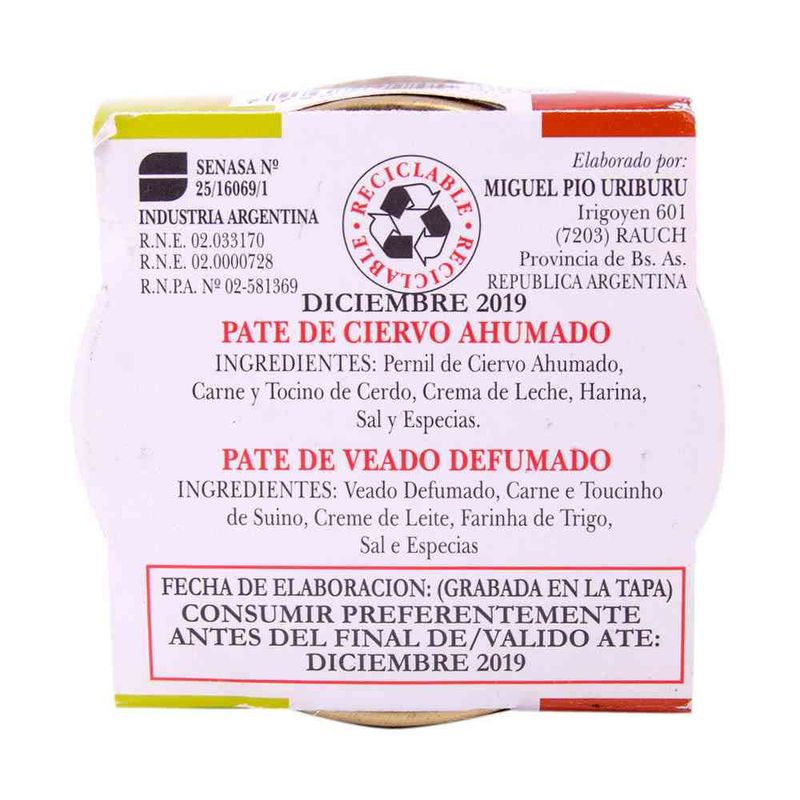 SENASA Nº
25/16069/1
INDUSTRIA ARGENTINA
R.N.E. 02.033170
R.N.E. 02.0000728
R.N.P.A. Nº 02-581369
RECICLABLE • RECICLABLE •
Elaborado por:
MIGUEL PIO URIBURU
Irigoyen 601
(7203) RAUCH
Provincia de Bs. As.
REPUBLICA ARGENTINA
DICIEMBRE 2019
PATE DE CIERVO AHUMADO
INGREDIENTES: Pernil de Ciervo Ahumado,
Carne y Tocino de Cerdo, Crema de Leche, Harina,
Sal y Especias.
PATE DE VEADO DEFUMADO
INGREDIENTES: Veado Defumado, Carne e Toucinho
de Suino, Creme de Leite, Farinha de Trigo,
Sal e Especias
FECHA DE ELABORACION: (GRABADA EN LA TAPA)
CONSUMIR PREFERENTEMENTE
ANTES DEL FINAL DE/VALIDO ATE:
DICIEMBRE 2019